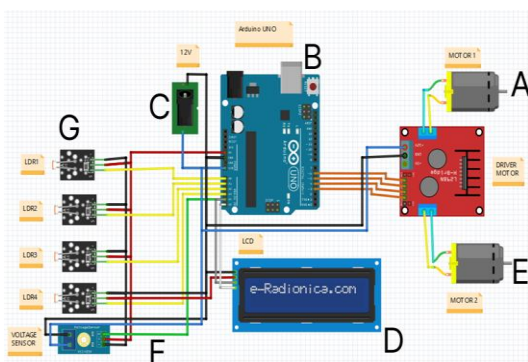 12V
Arduino UNO
B
MOTOR 1
A
C
G
LDR1
LDR2
LDR3
LDR4
UNO
DRIVER
MOTOR
LCD
e-Radionica.com
E
MOTOR 2
D
VOLTAGE
SENSOR
F